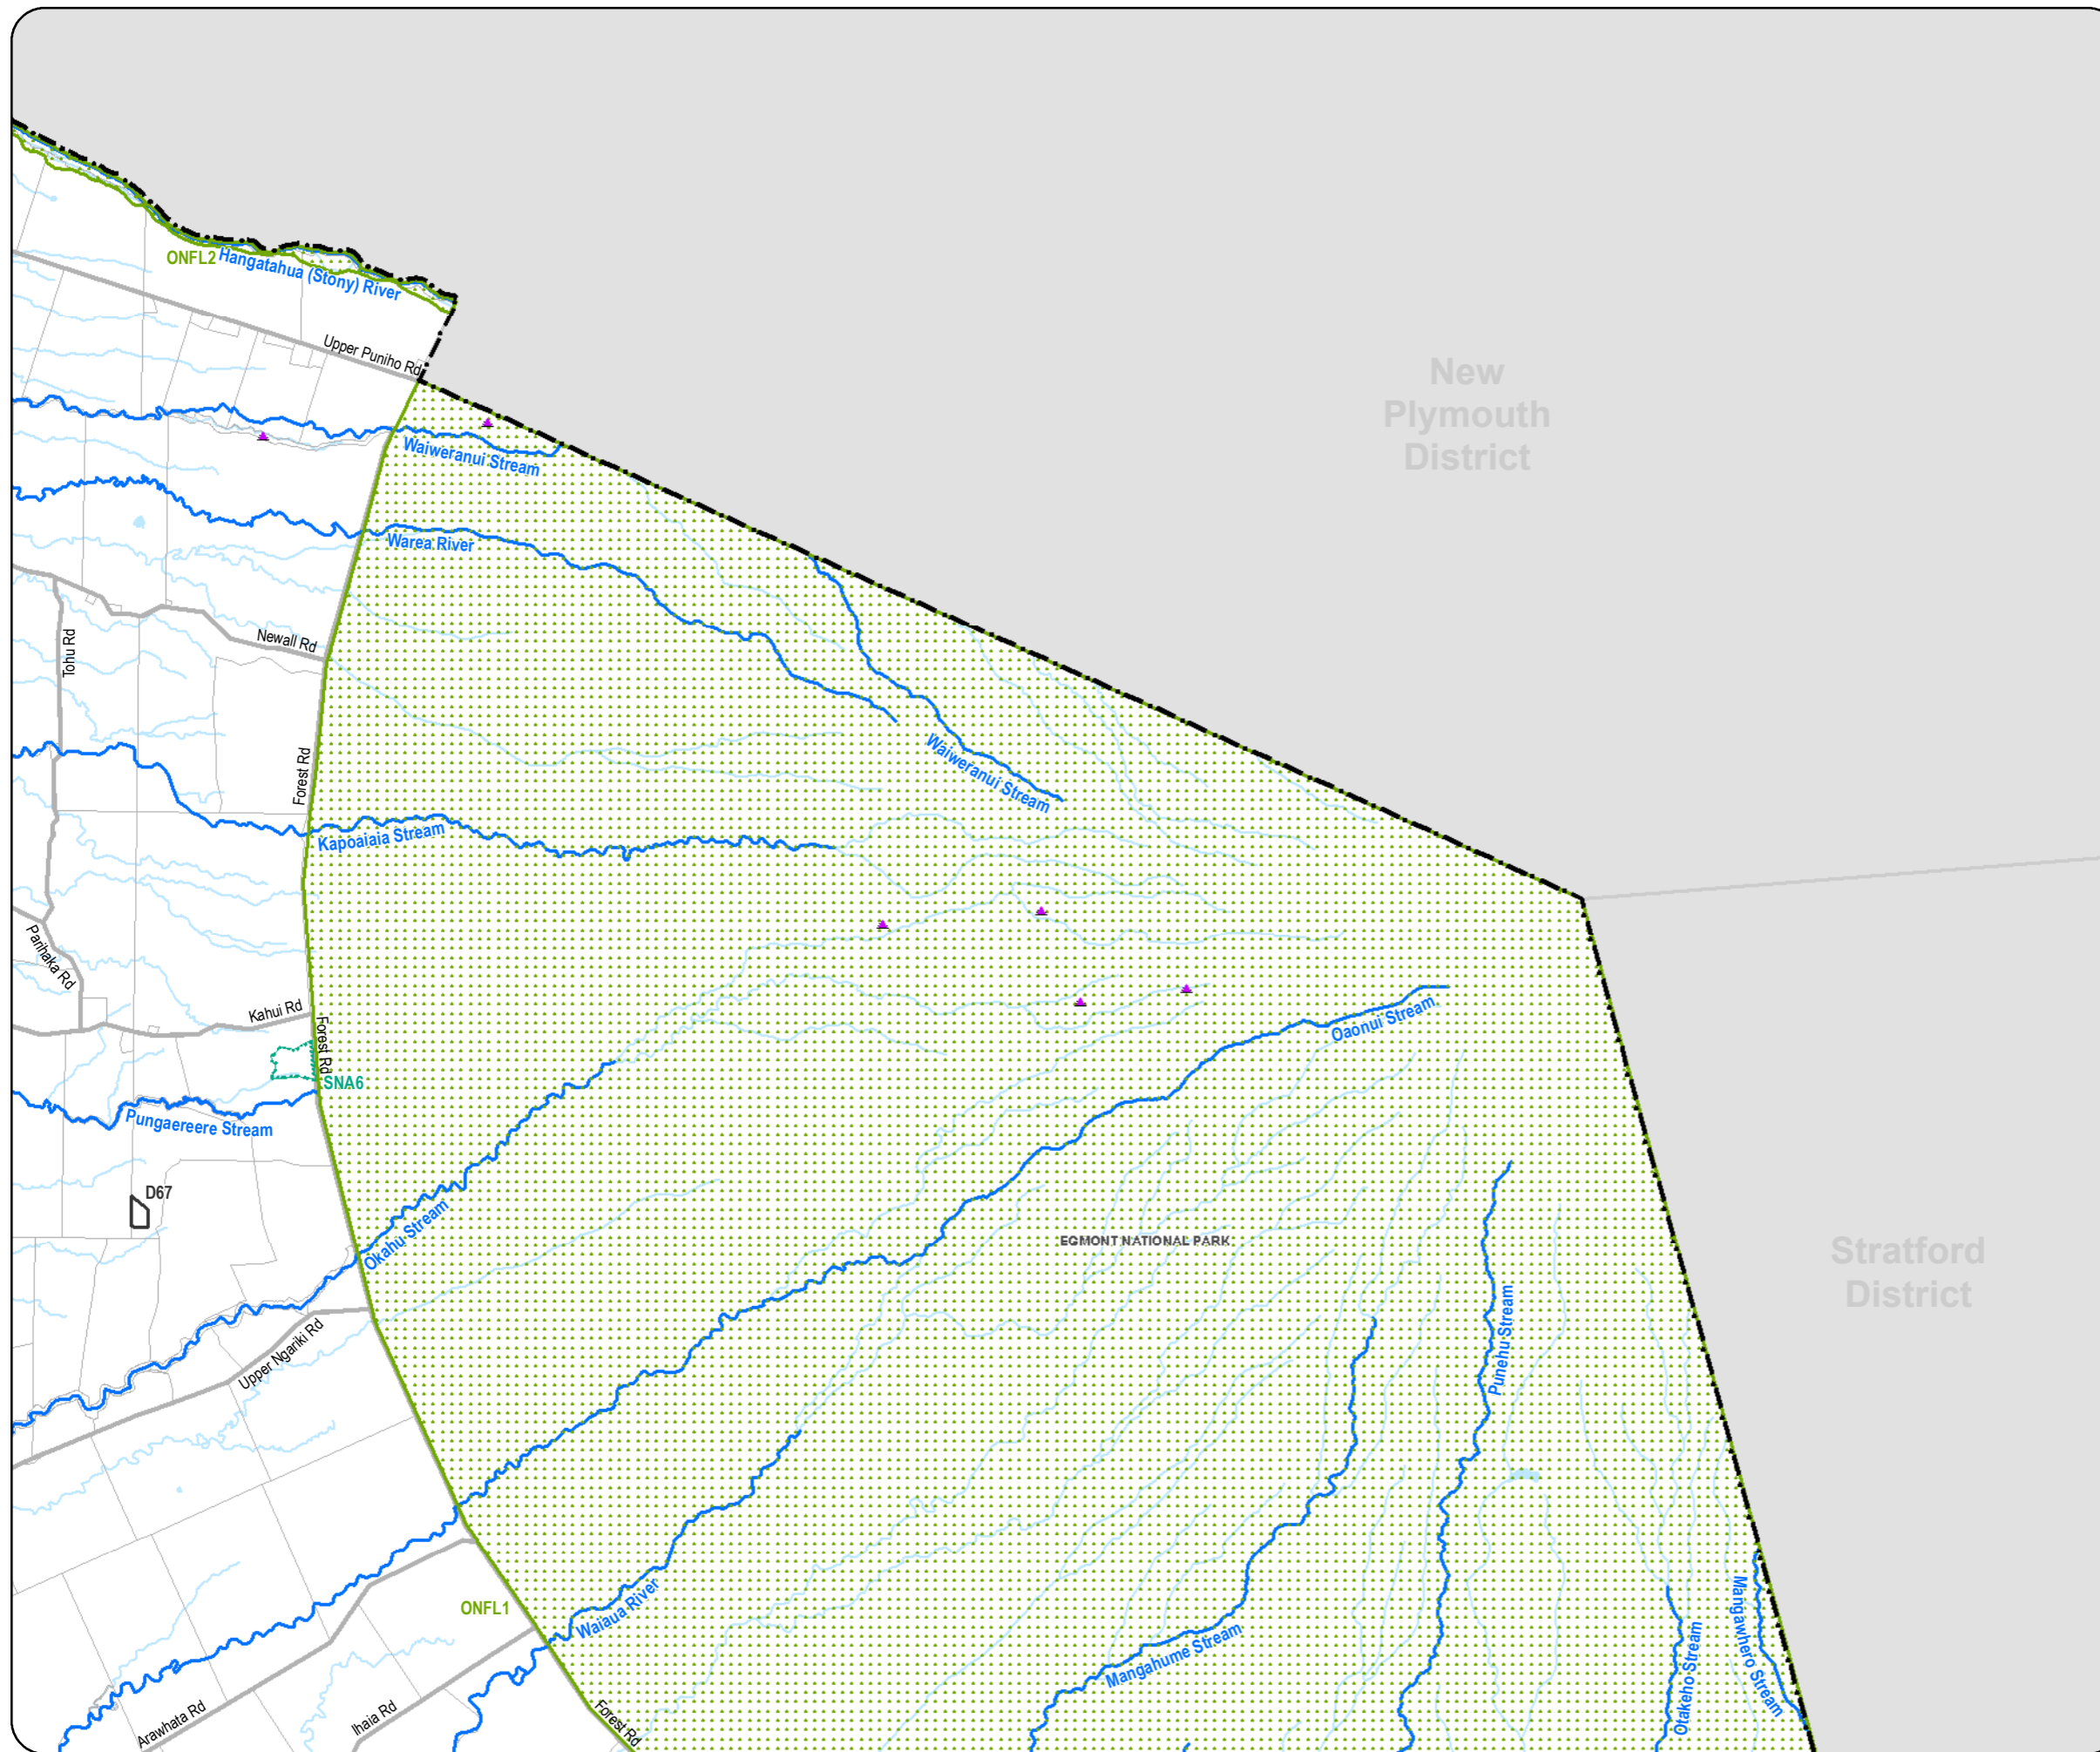 ONFL2
Hangatahua (Stony) River
Upper Puniho Rd
New
Plymouth
District
Waiweranui Stream
Warea River
Newall Rd
Tohu Rd
Waiweranui Stream
Forest Rd
Kapoaiaia Stream
Parihaka Rd
Kahui Rd
Forest Rd
Oaonui Stream
SNA6
Pungaereere Stream
D67
Okahu Stream
EGMONT NATIONAL PARK
Stratford
District
Upper Ngariki Rd
Punehu Stream
ONFL1
Waiaua River
Mangahume Stream
Otakeho Stream
Mangawhero Stream
Arawhata Rd
Ihaia Rd
Forest Rd